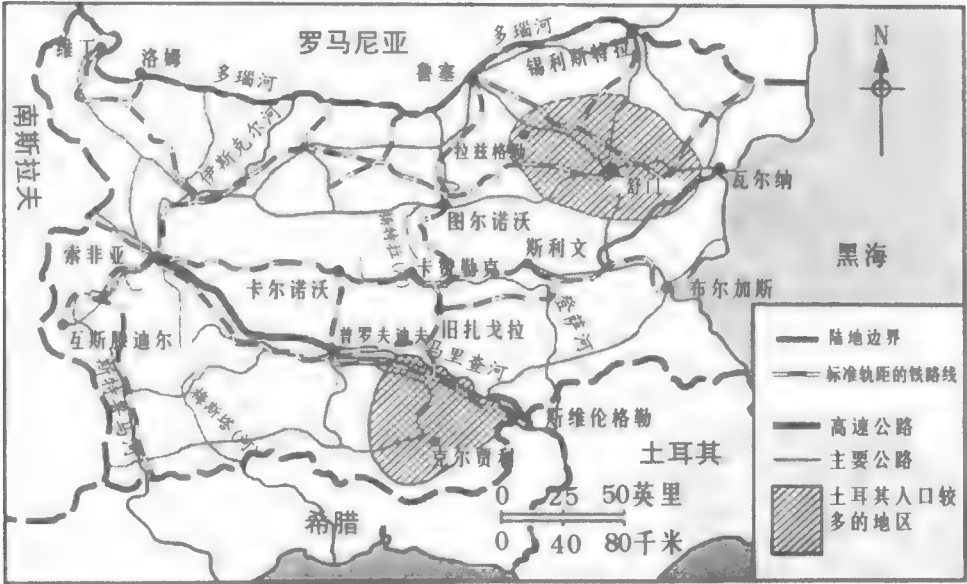 罗马尼亚
多瑙河
维丁
洛姆
多瑙河
鲁塞
锡利斯特拉
N
南斯拉夫
伊斯克尔河
拉兹格勒
舒门
瓦尔纳
图尔诺沃
斯利文
索非亚
黑海
卡尔诺沃
布尔加斯
普罗夫迪夫
旧扎戈拉
马里查河
斯维伦格勒
克尔贾利
土耳其
希腊
0 25 50英里
0 40 80千米
陆地边界
标准轨距的铁路线
高速公路
主要公路
土耳其人口较
多的地区